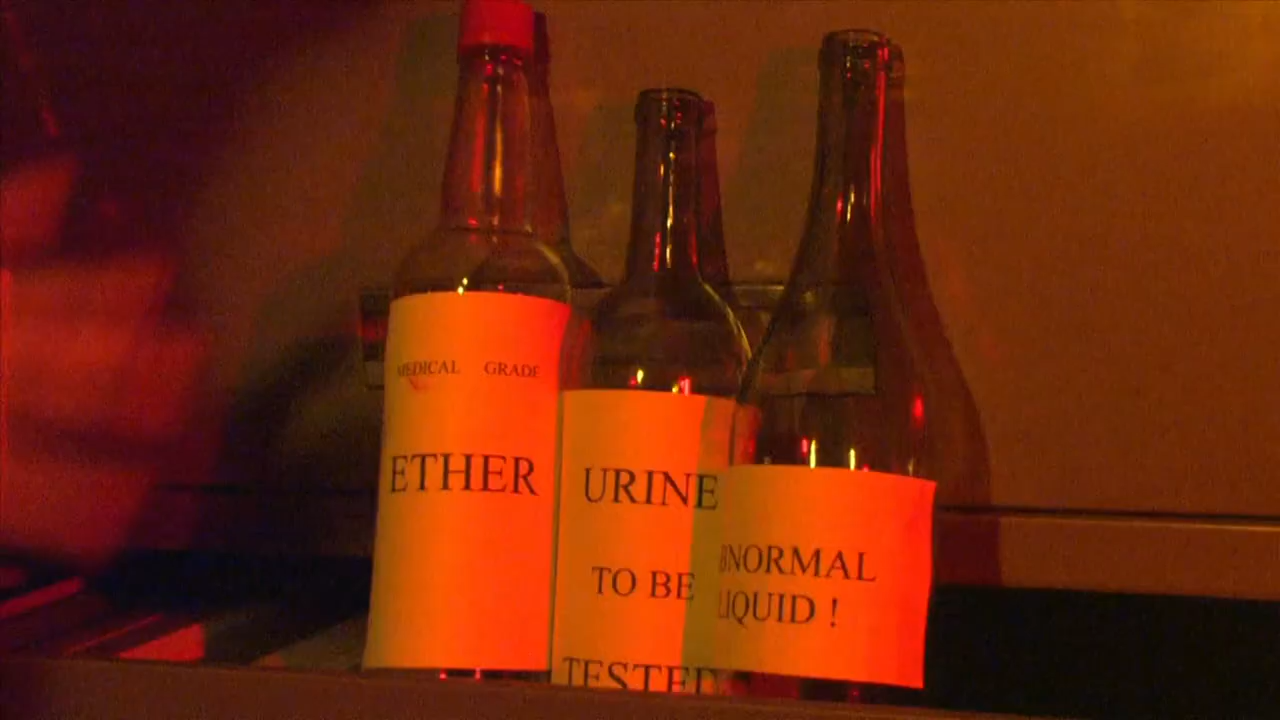 MEDICAL GRADE
ETHER
URINE
TO BE
TESTED
BNORMAL
LIQUID !